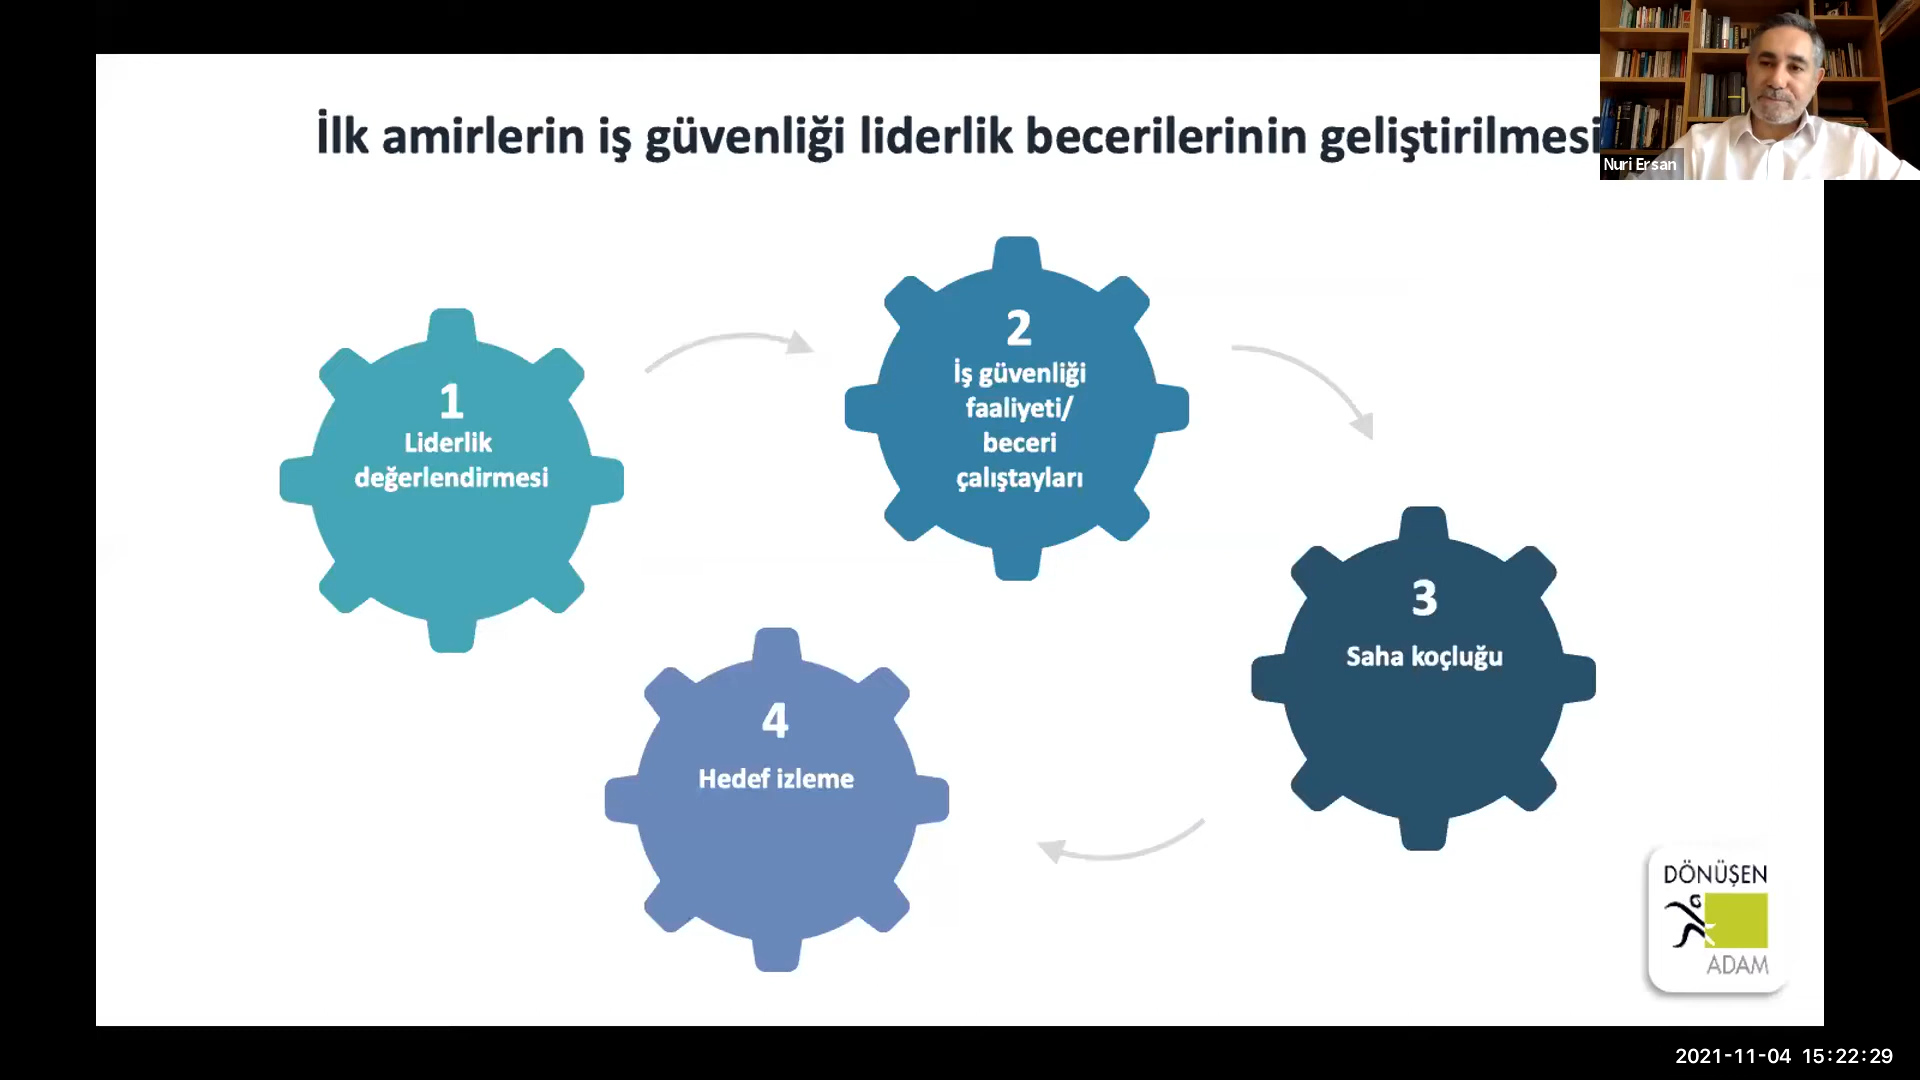 İlk amirlerin iş güvenliği liderlik becerilerinin geliştirilmesi
Nuri Ersan
1
Liderlik
değerlendirmesi
2
İş güvenliği
faaliyeti/
beceri
çalıştayları
3
Saha koçluğu
4
Hedef izleme
DÖNÜŞEN
ADAM
2021-11-04 15:22:29